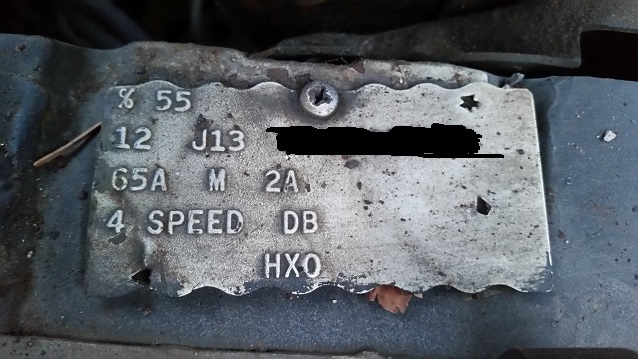 % 55
12 J13
65A M 2A
4 SPEED DB
HXO